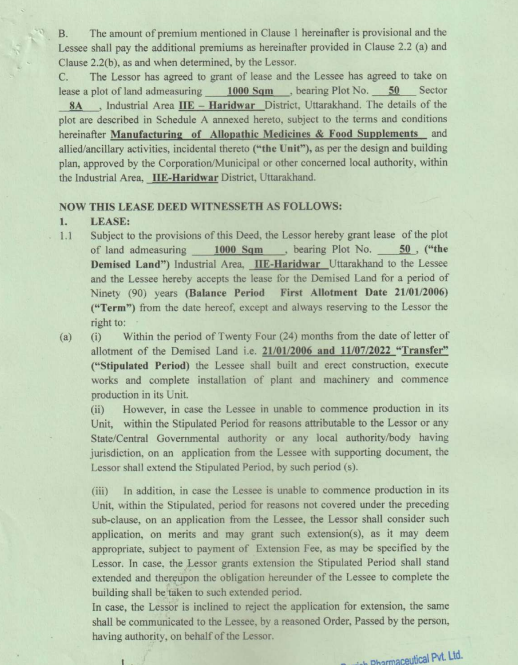 B. The amount of premium mentioned in Clause 1 hereinafter is provisional and the
Lessee shall pay the additional premiums as hereinafter provided in Clause 2.2 (a) and
Clause 2.2(b), as and when determined, by the Lessor.
C. The Lessor has agreed to grant of lease and the Lessee has agreed to take on
lease a plot of land admeasuring 1000 Sqm , bearing Plot No. 50 Sector
8A , Industrial Area IIE – Haridwar District, Uttarakhand. The details of the
plot are described in Schedule A annexed hereto, subject to the terms and conditions
hereinafter Manufacturing of Allopathic Medicines & Food Supplements and
allied/ancillary activities, incidental thereto ("the Unit"), as per the design and building
plan, approved by the Corporation/Municipal or other concerned local authority, within
the Industrial Area, IIE-Haridwar District, Uttarakhand.
NOW THIS LEASE DEED WITNESSETH AS FOLLOWS:
1. LEASE:
1.1 Subject to the provisions of this Deed, the Lessor hereby grant lease of the plot
of land admeasuring 1000 Sqm , bearing Plot No. 50 , ("the
Demised Land") Industrial Area, IIE-Haridwar Uttarakhand to the Lessee
and the Lessee hereby accepts the lease for the Demised Land for a period of
Ninety (90) years (Balance Period First Allotment Date 21/01/2006)
("Term") from the date hereof, except and always reserving to the Lessor the
right to:
(a) (i) Within the period of Twenty Four (24) months from the date of letter of
allotment of the Demised Land i.e. 21/01/2006 and 11/07/2022 "Transfer"
("Stipulated Period) the Lessee shall built and erect construction, execute
works and complete installation of plant and machinery and commence
production in its Unit.
(ii) However, in case the Lessee in unable to commence production in its
Unit, within the Stipulated Period for reasons attributable to the Lessor or any
State/Central Governmental authority or any local authority/body having
jurisdiction, on an application from the Lessee with supporting document, the
Lessor shall extend the Stipulated Period, by such period (s).
(iii) In addition, in case the Lessee is unable to commence production in its
Unit, within the Stipulated, period for reasons not covered under the preceding
sub-clause, on an application from the Lessee, the Lessor shall consider such
application, on merits and may grant such extension(s), as it may deem
appropriate, subject to payment of Extension Fee, as may be specified by the
Lessor. In case, the Lessor grants extension the Stipulated Period shall stand
extended and thereupon the obligation hereunder of the Lessee to complete the
building shall be taken to such extended period.
In case, the Lessor is inclined to reject the application for extension, the same
shall be communicated to the Lessee, by a reasoned Order, Passed by the person,
having authority, on behalf of the Lessor.
Pharmaceutical Pvt. Ltd.